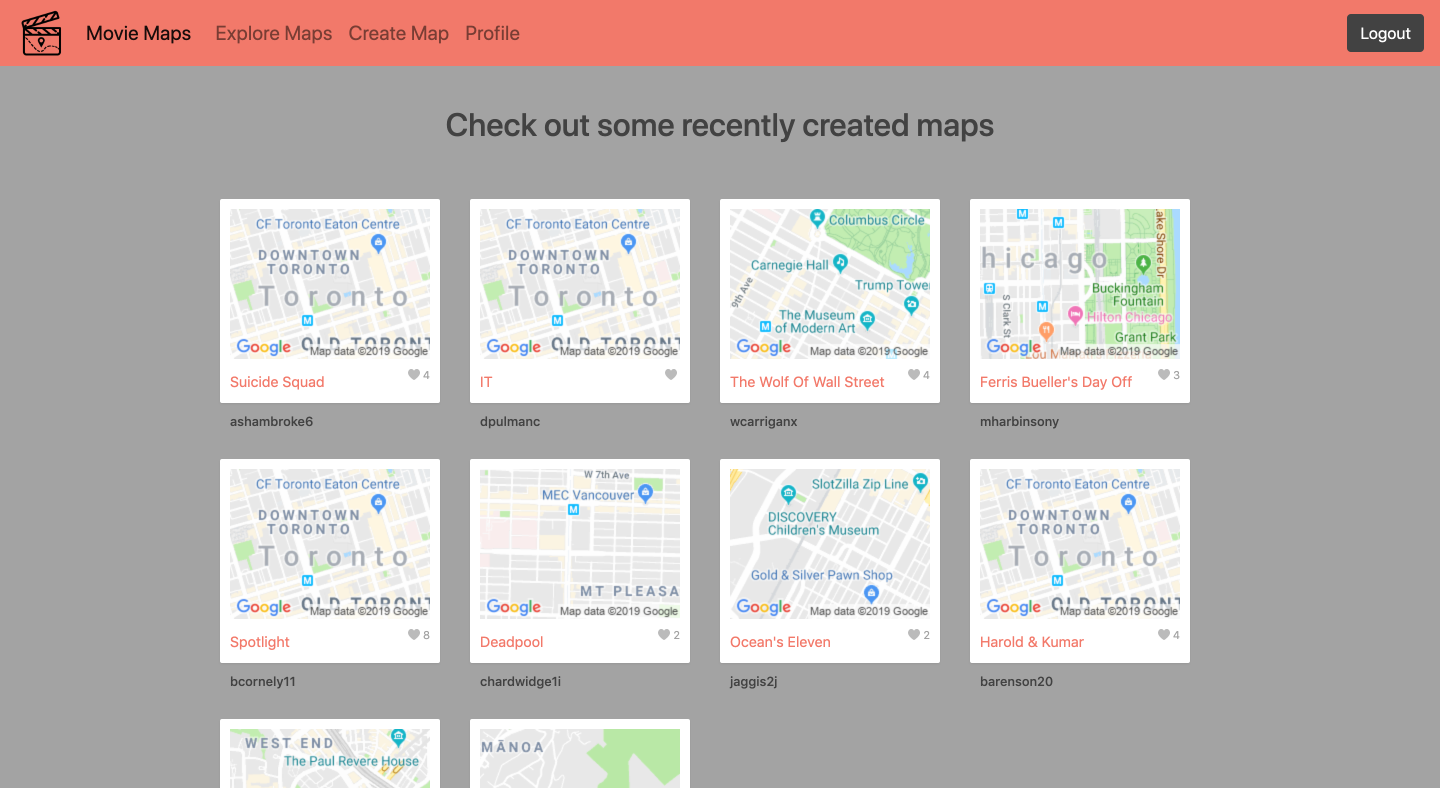 Movie Maps
Explore Maps
Create Map
Profile
Logout
Check out some recently created maps
CF Toronto Eaton Centre
DOWNTOWN
TORONTO
Toronto
M
OLD TORONT
Google
Map data ©2019 Google
Suicide Squad
4
ashambroke6
CF Toronto Eaton Centre
DOWNTOWN
TORONTO
Toronto
M
OLD TORONT
Google
Map data ©2019 Google
IT
dpulmanc
Columbus Circle
Carnegie Hall
9th Ave
Trump Tower
The Museum
of Modern Art
M
Google
Map data ©2019 Google
The Wolf Of Wall Street
4
wcarriganx
M
M
Lake Shore Dr
hicago
Buckingham
Fountain
S Clark St
M
Hilton Chicago
Grant Park
Google
Map data ©2019 Google
Lou M
Ferris Bueller's Day Off
3
mharbinsony
CF Toronto Eaton Centre
DOWNTOWN
TORONTO
Toronto
M
OLD TORONT
Google
Map data ©2019 Google
Spotlight
8
bcornely11
W 7th Ave
MEC Vancouver
M
MT PLEASA
Google
Map data ©2019 Google
Deadpool
2
chardwidge1i
SlotZilla Zip Line
DISCOVERY
Children's Museum
Gold & Silver Pawn Shop
Google
Map data ©2019 Google
Ocean's Eleven
2
jaggis2j
CF Toronto Eaton Centre
DOWNTOWN
TORONTO
Toronto
M
OLD TORONT
Google
Map data ©2019 Google
Harold & Kumar
4
barenson20
WEST END
The Paul Revere House
MĀNOA